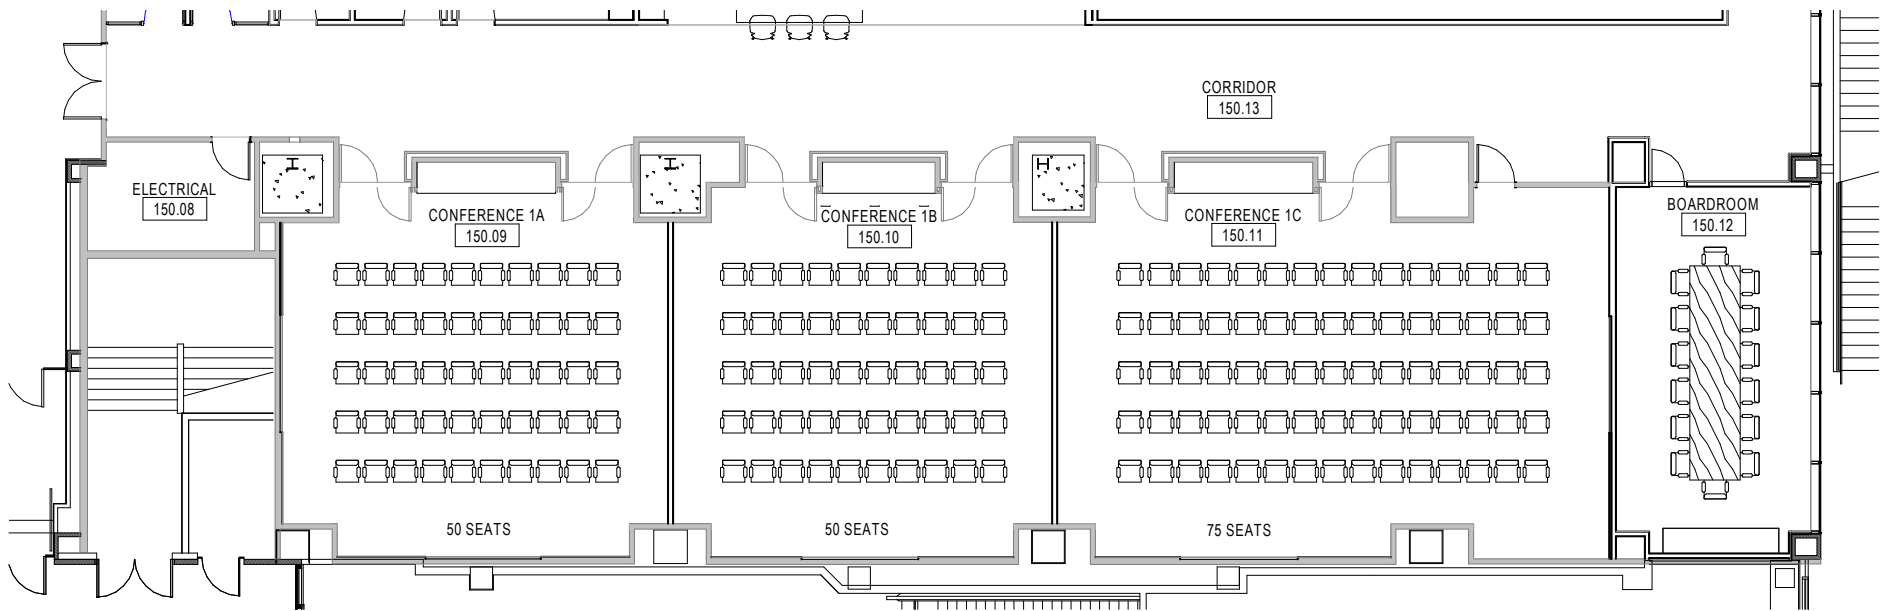 CORRIDOR
150.13
ELECTRICAL
150.08
CONFERENCE 1A
150.09
CONFERENCE 1B
150.10
CONFERENCE 1C
150.11
BOARDROOM
150.12
50 SEATS
50 SEATS
75 SEATS